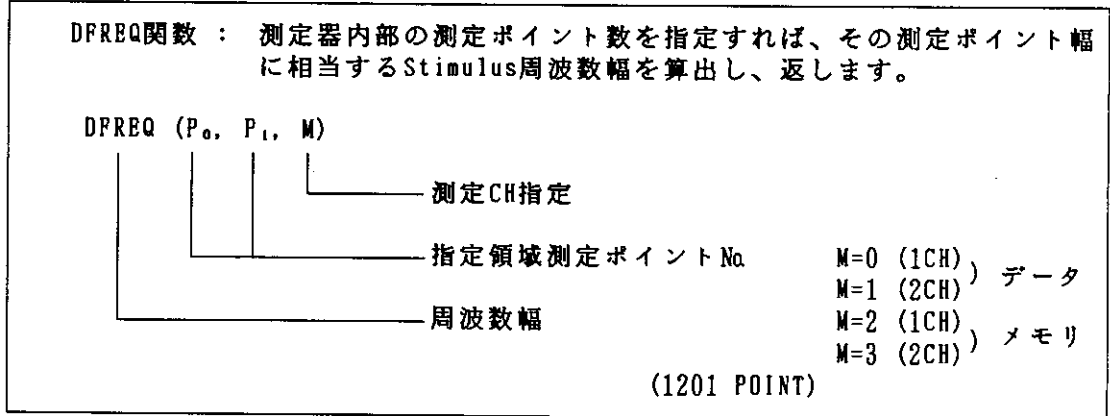 DFREQ関数 : 測定器内部の測定ポイント数を指定すれば、その測定ポイント幅
に相当するStimulus周波数幅を算出し、返します。
DFREQ (P₀, P₁, M)
測定CH指定
指定領域測定ポイント№
周波数幅
M=0 (1CH)
M=1 (2CH)
) データ
M=2 (1CH)
M=3 (2CH)
) メモリ
(1201 POINT)